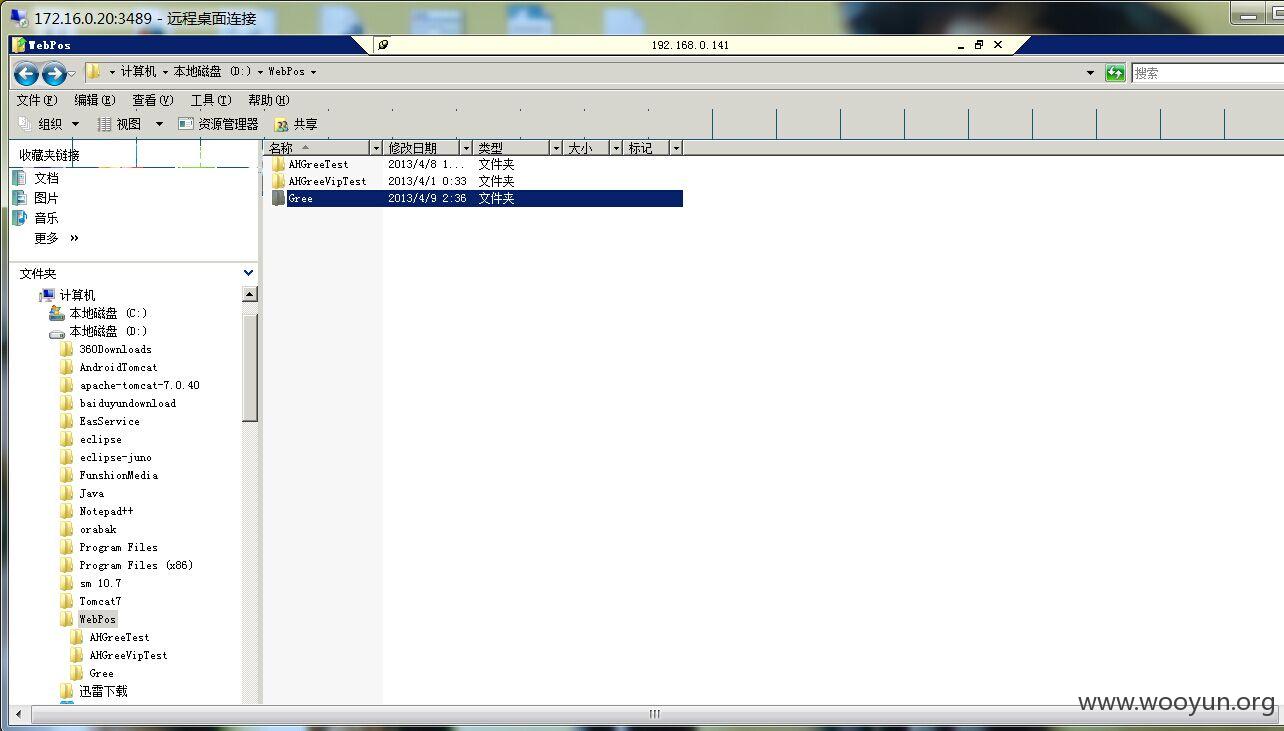 172.16.0.20:3489 - 远程桌面连接
WebPos
192.168.0.141
计算机 本地磁盘 (D:) WebPos
搜索
文件(F) 编辑(E) 查看(V) 工具(T) 帮助(H)
组织 视图 资源管理器 共享
收藏夹链接
文档
图片
音乐
更多 »
名称 修改日期 类型 大小 标记
AHGreeTest 2013/4/8 1... 文件夹
AHGreeVipTest 2013/4/1 0:33 文件夹
Gree 2013/4/9 2:36 文件夹
文件夹
计算机
本地磁盘 (C:)
本地磁盘 (D:)
360Downloads
AndroidTomcat
apache-tomcat-7.0.40
baiduyundownload
EasService
eclipse
eclipse-juno
FunshionMedia
Java
Notepad++
orabak
Program Files
Program Files (x86)
sm 10.7
Tomcat7
WebPos
AHGreeTest
AHGreeVipTest
Gree
迅雷下载
www.wooyun.org